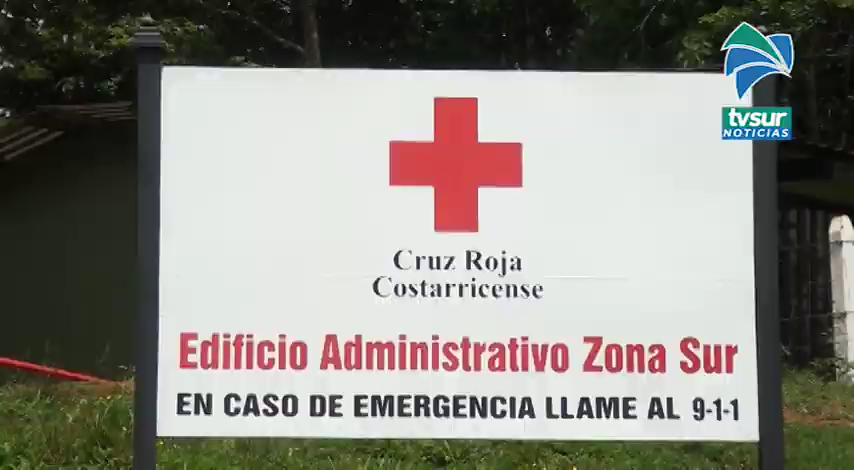 tvsur
NOTICIAS
Cruz Roja
Costarricense
Edificio Administrativo Zona Sur
EN CASO DE EMERGENCIA LLAME AL 9-1-1